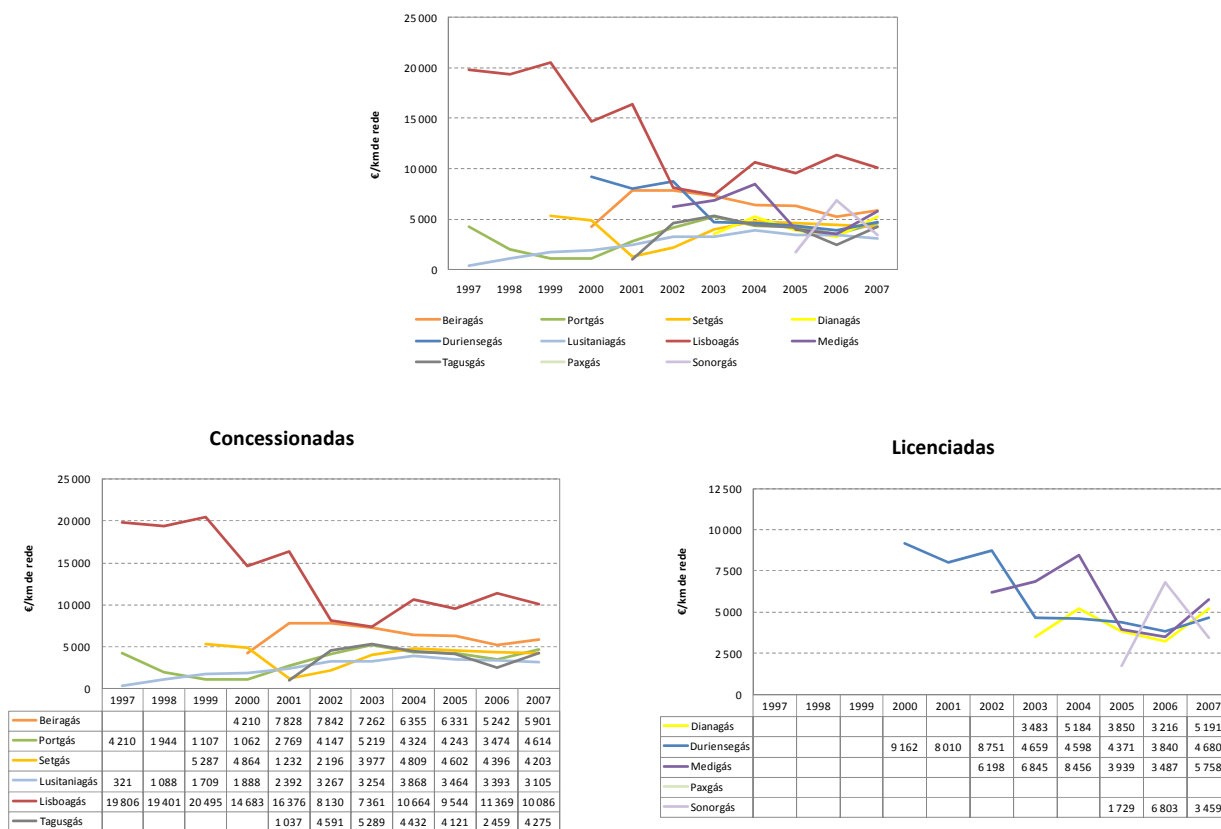 25 000
20 000
15 000
10 000
5 000
0
€/km de rede
1997 1998 1999 2000 2001 2002 2003 2004 2005 2006 2007
Beiragás Portgás Setgás Dianagás
Duriensegás Lusitaniagás Lisboagás Medigás
Tagusgás Paxgás Sonorgás
Concessionadas
25 000
20 000
15 000
10 000
5 000
0
€/km de rede
1997 1998 1999 2000 2001 2002 2003 2004 2005 2006 2007
Beiragás 4 210 7 828 7 842 7 262 6 355 6 331 5 242 5 901
Portgás 4 210 1 944 1 107 1 062 2 769 4 147 5 219 4 324 4 243 3 474 4 614
Setgás 5 287 4 864 1 232 2 196 3 977 4 809 4 602 4 396 4 203
Lusitaniagás 321 1 088 1 709 1 888 2 392 3 267 3 254 3 868 3 464 3 393 3 105
Lisboagás 19 806 19 401 20 495 14 683 16 376 8 130 7 361 10 664 9 544 11 369 10 086
Tagusgás 1 037 4 591 5 289 4 432 4 121 2 459 4 275
Licenciadas
12 500
10 000
7 500
5 000
2 500
0
€/km de rede
1997 1998 1999 2000 2001 2002 2003 2004 2005 2006 2007
Dianagás 3 483 5 184 3 850 3 216 5 191
Duriensegás 9 162 8 010 8 751 4 659 4 598 4 371 3 840 4 680
Medigás 6 198 6 845 8 456 3 939 3 487 5 758
Paxgás
Sonorgás 1 729 6 803 3 459